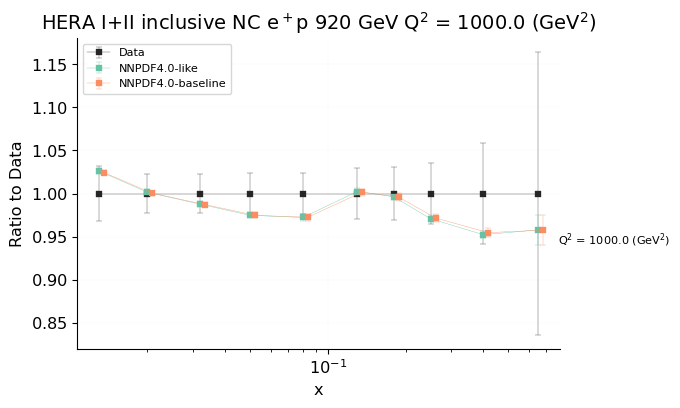 HERA I+II inclusive NC e⁺p 920 GeV Q² = 1000.0 (GeV²)
Data
NNPDF4.0-like
NNPDF4.0-baseline
Ratio to Data
1.15
1.10
1.05
1.00
0.95
0.90
0.85
Q² = 1000.0 (GeV²)
10⁻¹
x